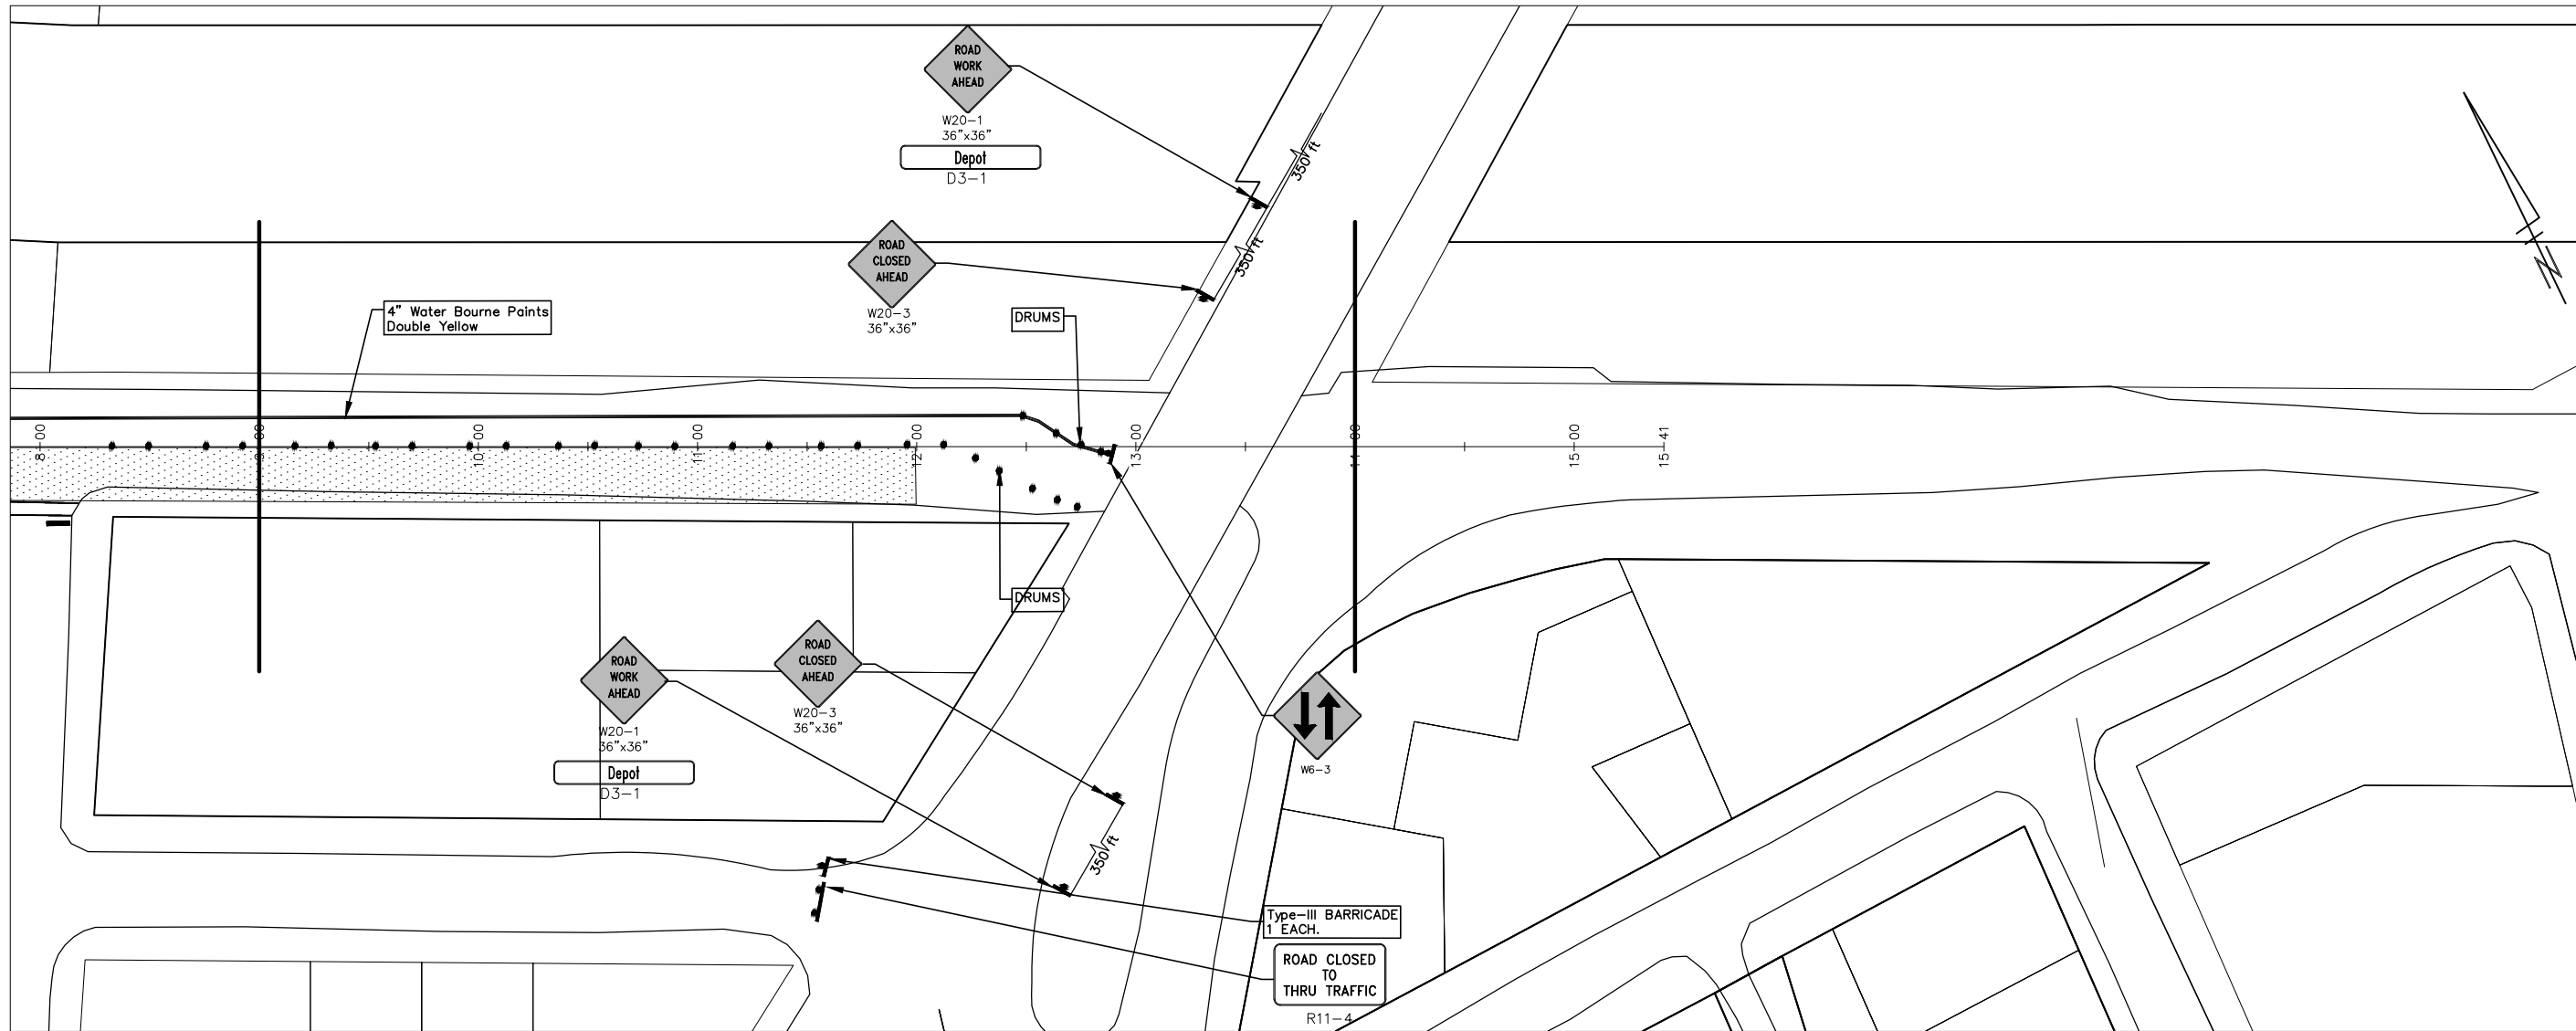 ROAD
WORK
AHEAD
W20-1
36"x36"
Depot
D3-1
350 ft
ROAD
CLOSED
AHEAD
W20-3
36"x36"
350 ft
4" Water Bourne Paints
Double Yellow
DRUMS
8-00
9-00
10-00
11-00
12-00
13-00
15-00
15-41
DRUMS
ROAD
WORK
AHEAD
W20-1
36"x36"
Depot
D3-1
ROAD
CLOSED
AHEAD
W20-3
36"x36"
W6-3
350 ft
Type-III BARRICADE
1 EACH.
ROAD CLOSED
TO
THRU TRAFFIC
R11-4
N